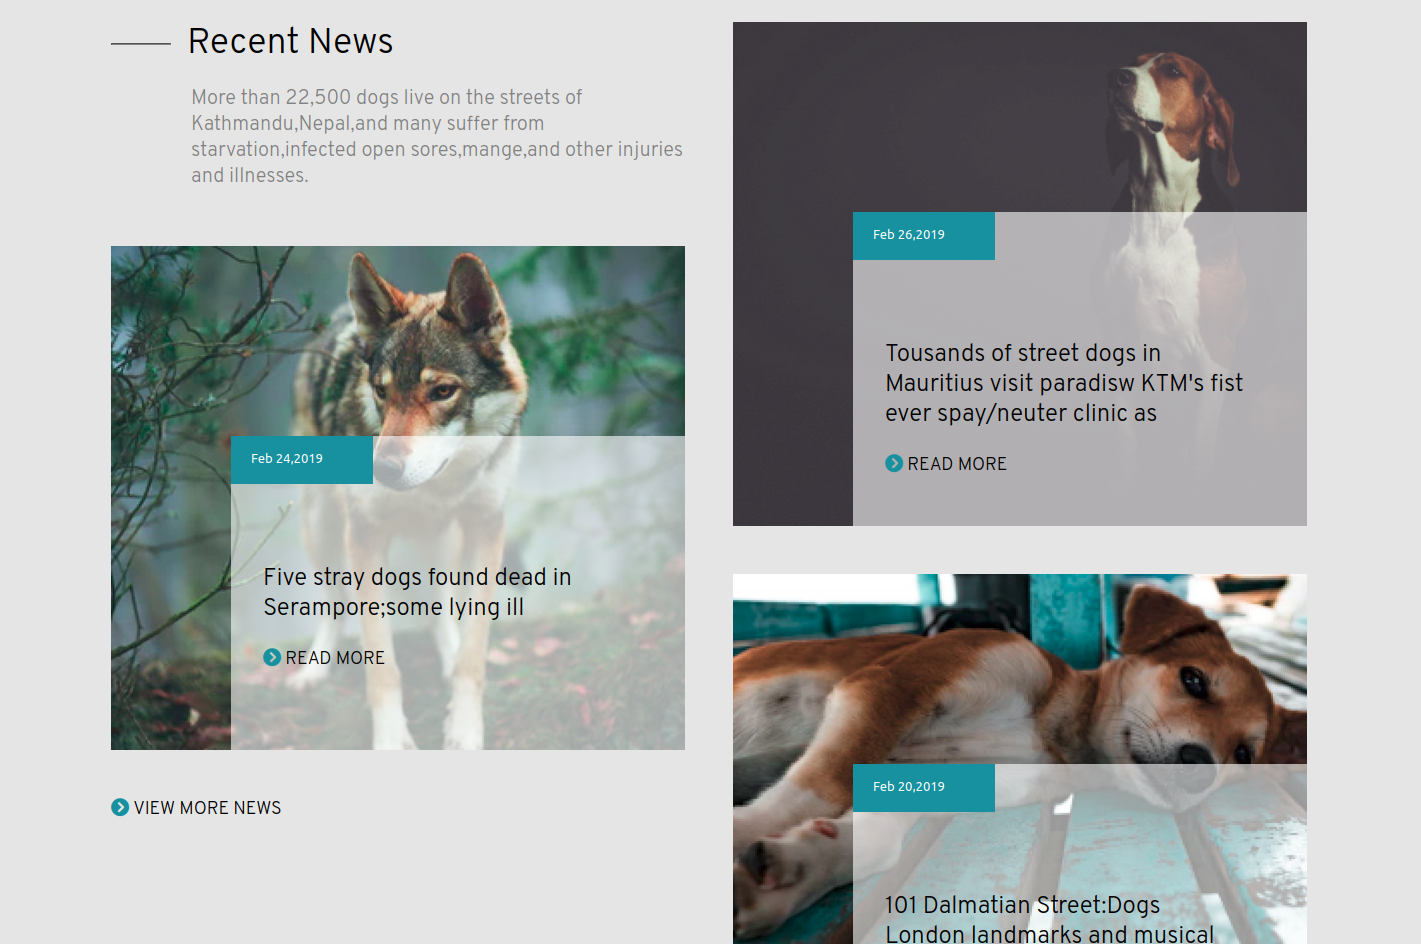 Recent News
More than 22,500 dogs live on the streets of
Kathmandu,Nepal,and many suffer from
starvation,infected open sores,mange,and other injuries
and illnesses.
Feb 24,2019
Five stray dogs found dead in
Serampore;some lying ill
READ MORE
VIEW MORE NEWS
Feb 26,2019
Tousands of street dogs in
Mauritius visit paradisw KTM's fist
ever spay/neuter clinic as
READ MORE
Feb 20,2019
101 Dalmatian Street:Dogs
London landmarks and musical